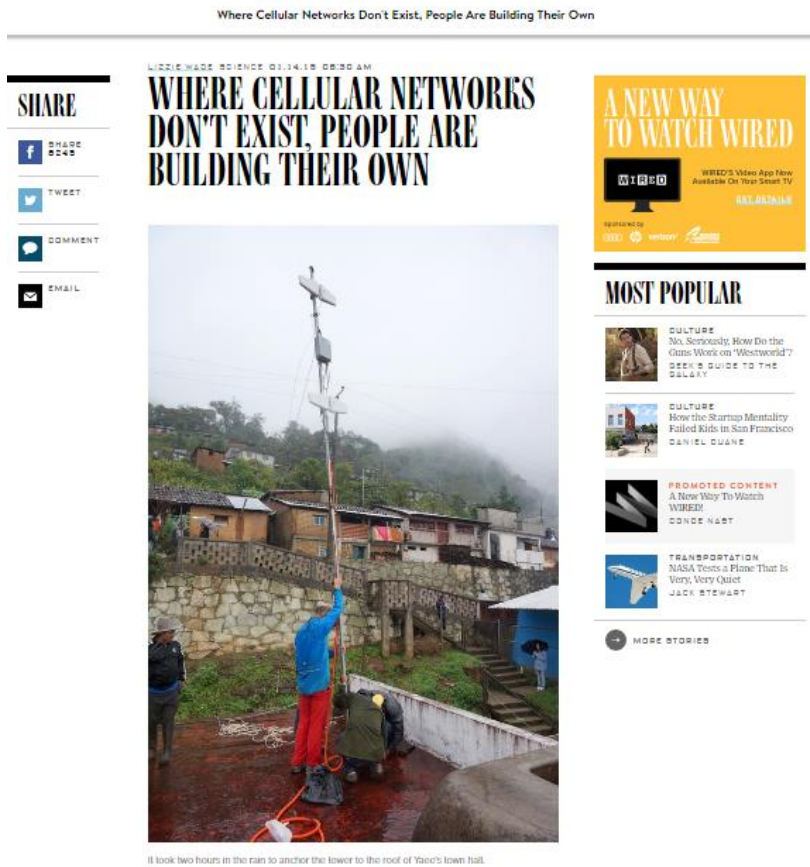 Where Cellular Networks Don't Exist, People Are Building Their Own
LIZZIE WADE SCIENCE 01.14.15 06:30 AM
WHERE CELLULAR NETWORKS
DON'T EXIST, PEOPLE ARE
BUILDING THEIR OWN
SHARE
SHARE
TWEET
COMMENT
EMAIL
It took two hours in the rain to anchor the tower to the roof of Yaee's town hall.
A NEW WAY
TO WATCH WIRED
WIRED
WIRED'S Video App Now
Available On Your Smart TV
GET DETAILS
Sponsored by
verizon
MOST POPULAR
CULTURE
No, Seriously, How Do the
Guns Work on 'Westworld'?
GEEK'S GUIDE TO THE
GALAXY
CULTURE
How the Startup Mentality
Failed Kids in San Francisco
DANIEL DUANE
PROMOTED CONTENT
A New Way To Watch
WIRED!
CONDE NAST
TRANSPORTATION
NASA Tests a Plane That Is
Very, Very Quiet
JACK STEWART
MORE STORIES